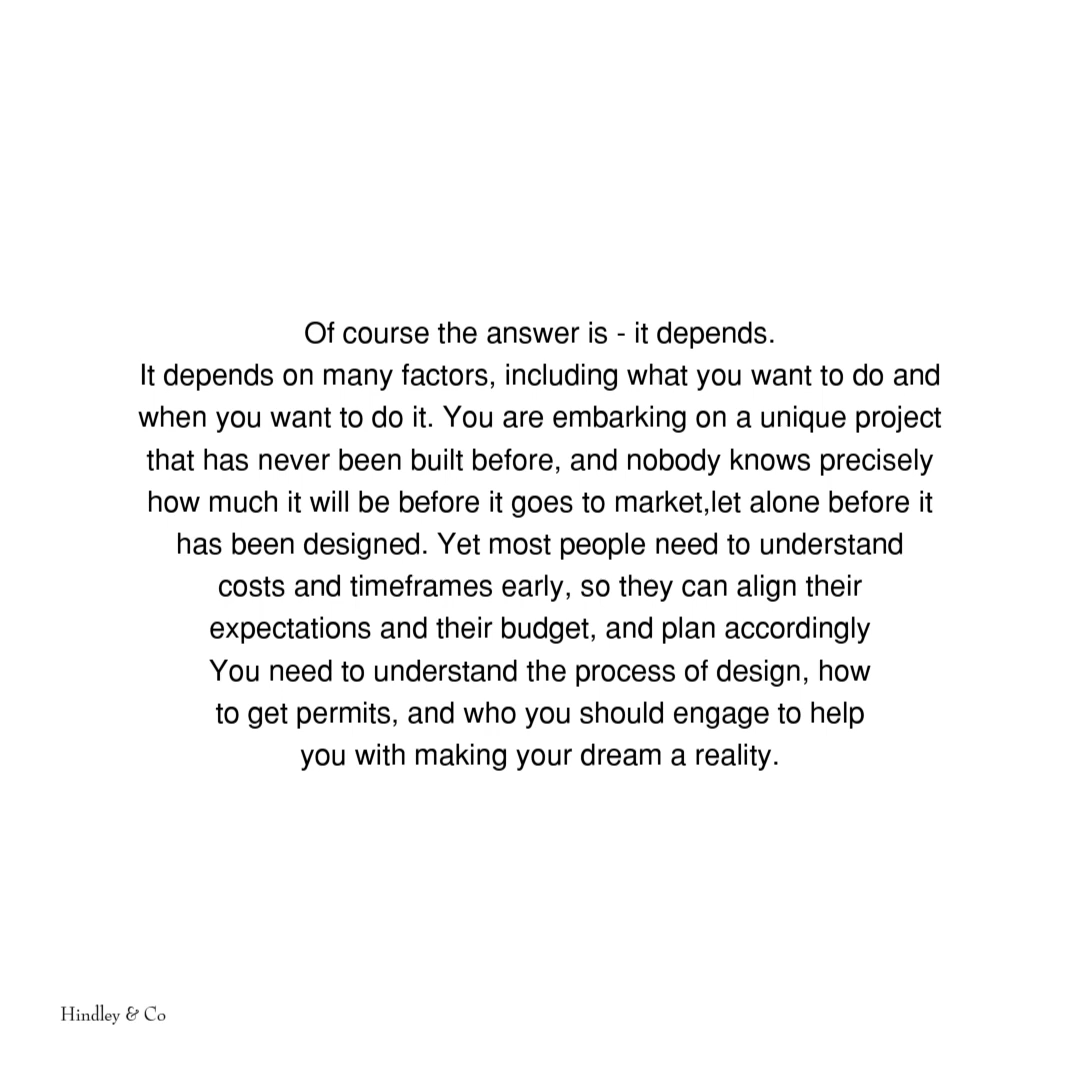 Of course the answer is - it depends.
It depends on many factors, including what you want to do and
when you want to do it. You are embarking on a unique project
that has never been built before, and nobody knows precisely
how much it will be before it goes to market,let alone before it
has been designed. Yet most people need to understand
costs and timeframes early, so they can align their
expectations and their budget, and plan accordingly
You need to understand the process of design, how
to get permits, and who you should engage to help
you with making your dream a reality.
Hindley & Co